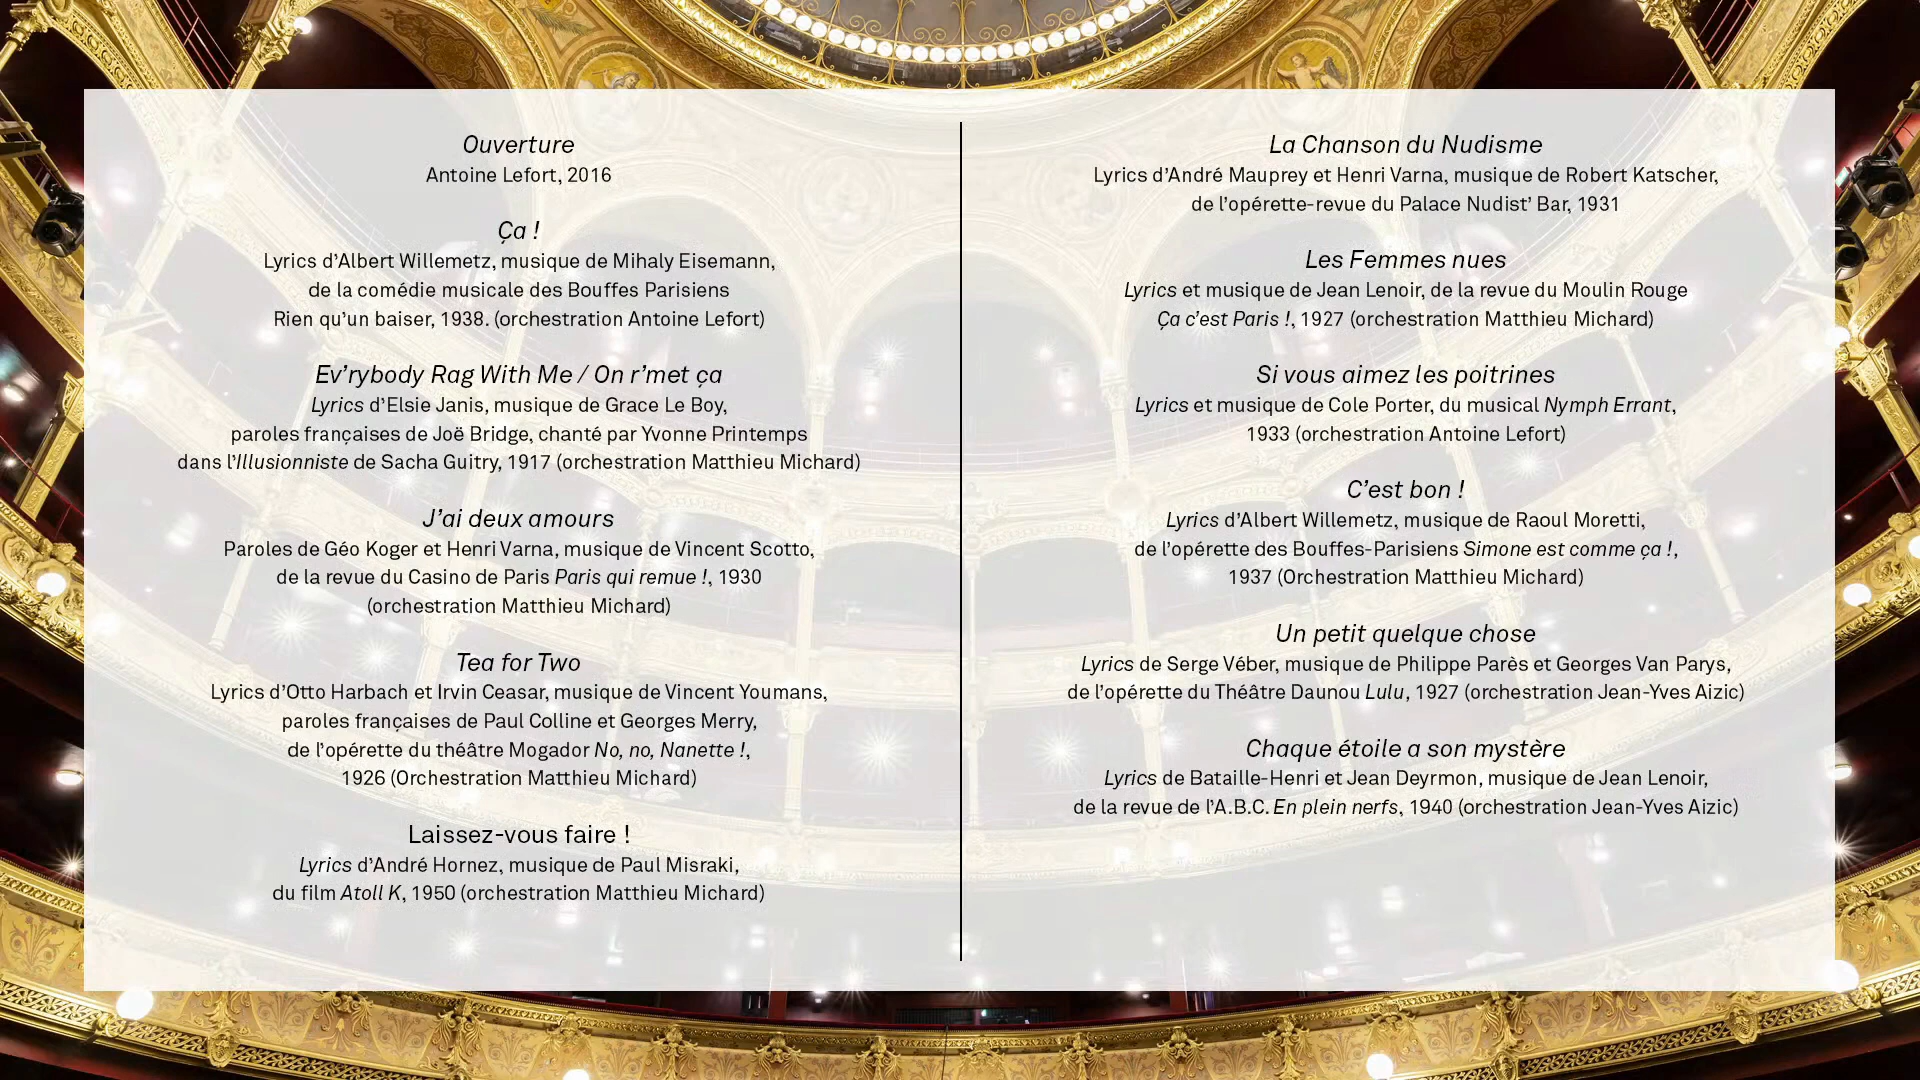 Ouverture
Antoine Lefort, 2016
Ça !
Lyrics d’Albert Willemetz, musique de Mihaly Eisemann,
de la comédie musicale des Bouffes Parisiens
Rien qu’un baiser, 1938. (orchestration Antoine Lefort)
Ev’rybody Rag With Me / On r’met ça
Lyrics d’Elsie Janis, musique de Grace Le Boy,
paroles françaises de Joë Bridge, chanté par Yvonne Printemps
dans l’Illusionniste de Sacha Guitry, 1917 (orchestration Matthieu Michard)
J’ai deux amours
Paroles de Géo Koger et Henri Varna, musique de Vincent Scotto,
de la revue du Casino de Paris Paris qui remue !, 1930
(orchestration Matthieu Michard)
Tea for Two
Lyrics d’Otto Harbach et Irvin Ceasar, musique de Vincent Youmans,
paroles françaises de Paul Colline et Georges Merry,
de l’opérette du théâtre Mogador No, no, Nanette !,
1926 (Orchestration Matthieu Michard)
Laissez-vous faire !
Lyrics d’André Hornez, musique de Paul Misraki,
du film Atoll K, 1950 (orchestration Matthieu Michard)
La Chanson du Nudisme
Lyrics d’André Mauprey et Henri Varna, musique de Robert Katscher,
de l’opérette-revue du Palace Nudist’ Bar, 1931
Les Femmes nues
Lyrics et musique de Jean Lenoir, de la revue du Moulin Rouge
Ça c’est Paris !, 1927 (orchestration Matthieu Michard)
Si vous aimez les poitrines
Lyrics et musique de Cole Porter, du musical Nymph Errant,
1933 (orchestration Antoine Lefort)
C’est bon !
Lyrics d’Albert Willemetz, musique de Raoul Moretti,
de l’opérette des Bouffes-Parisiens Simone est comme ça !,
1937 (Orchestration Matthieu Michard)
Un petit quelque chose
Lyrics de Serge Véber, musique de Philippe Parès et Georges Van Parys,
de l’opérette du Théâtre Daunou Lulu, 1927 (orchestration Jean-Yves Aizic)
Chaque étoile a son mystère
Lyrics de Bataille-Henri et Jean Deyrmon, musique de Jean Lenoir,
de la revue de l’A.B.C. En plein nerfs, 1940 (orchestration Jean-Yves Aizic)